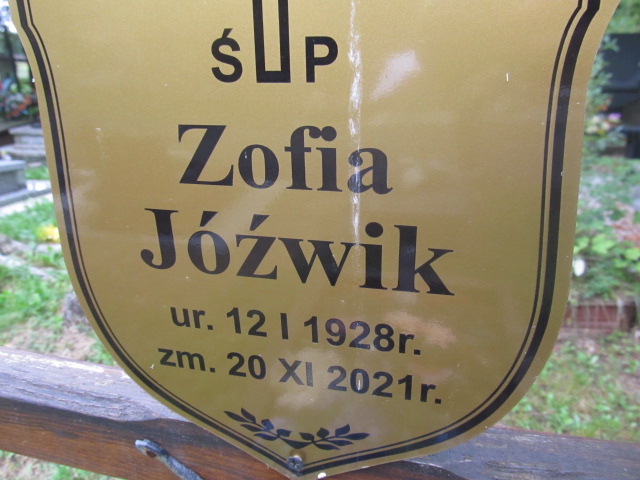 Ś P
Zofia
Jóźwik
ur. 12 I 1928r.
zm. 20 XI 2021r.